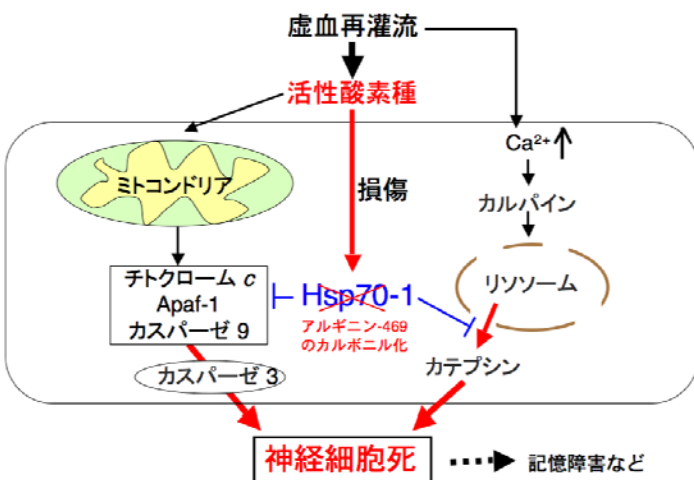 虚血再灌流
活性酸素種
Ca²⁺↑
ミトコンドリア
損傷
カルパイン
リソソーム
チトクローム c
Apaf-1
カスパーゼ 9
Hsp70-1
アルギニン-469
のカルボニル化
カテプシン
カスパーゼ 3
神経細胞死
記憶障害など